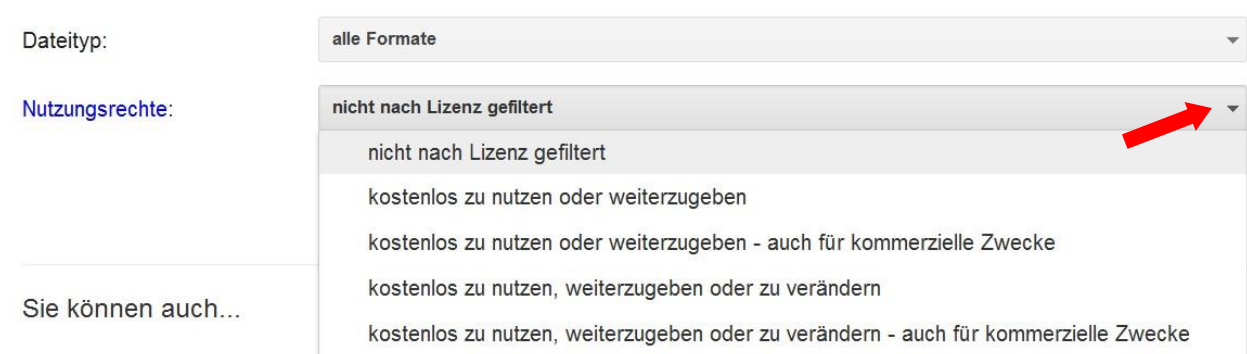 Dateityp: alle Formate
Nutzungsrechte: nicht nach Lizenz gefiltert
nicht nach Lizenz gefiltert
kostenlos zu nutzen oder weiterzugeben
kostenlos zu nutzen oder weiterzugeben - auch für kommerzielle Zwecke
kostenlos zu nutzen, weiterzugeben oder zu verändern
Sie können auch...
kostenlos zu nutzen, weiterzugeben oder zu verändern - auch für kommerzielle Zwecke